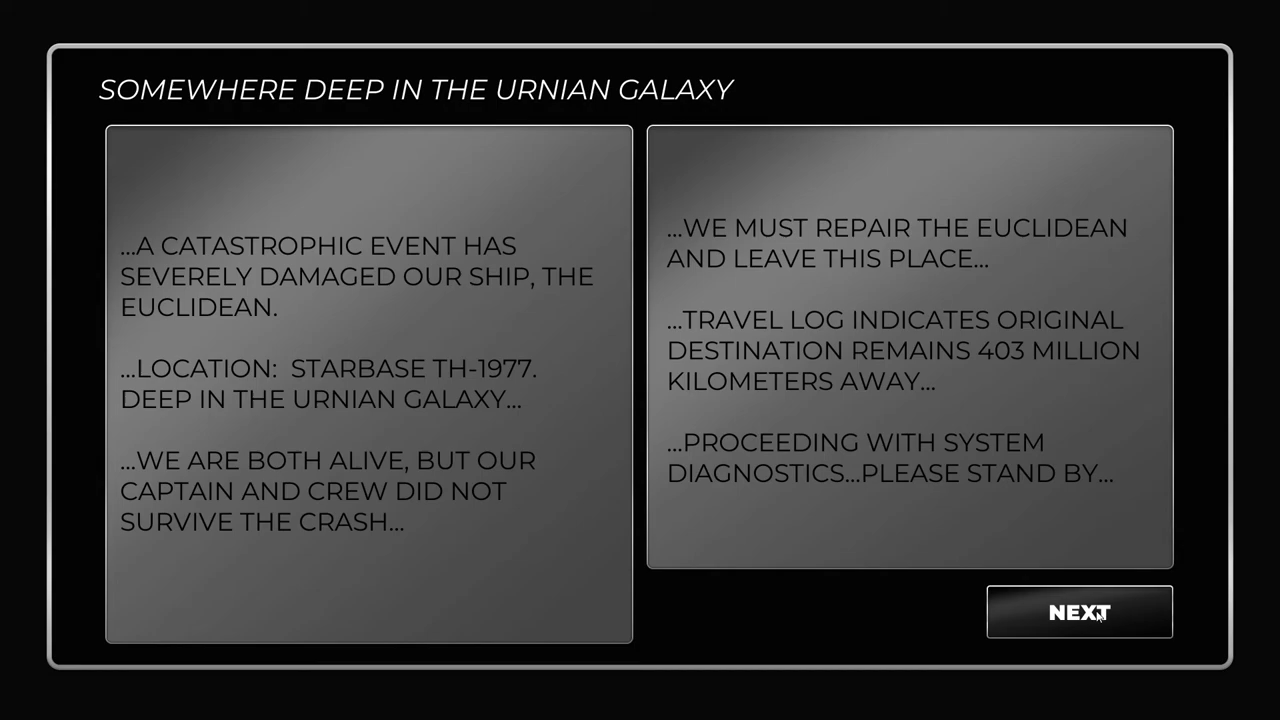 SOMEWHERE DEEP IN THE URNIAN GALAXY
...A CATASTROPHIC EVENT HAS
SEVERELY DAMAGED OUR SHIP, THE
EUCLIDEAN.
...LOCATION:  STARBASE TH-1977.
DEEP IN THE URNIAN GALAXY...
...WE ARE BOTH ALIVE, BUT OUR
CAPTAIN AND CREW DID NOT
SURVIVE THE CRASH...
...WE MUST REPAIR THE EUCLIDEAN
AND LEAVE THIS PLACE...
...TRAVEL LOG INDICATES ORIGINAL
DESTINATION REMAINS 403 MILLION
KILOMETERS AWAY...
...PROCEEDING WITH SYSTEM
DIAGNOSTICS...PLEASE STAND BY...
NEXT